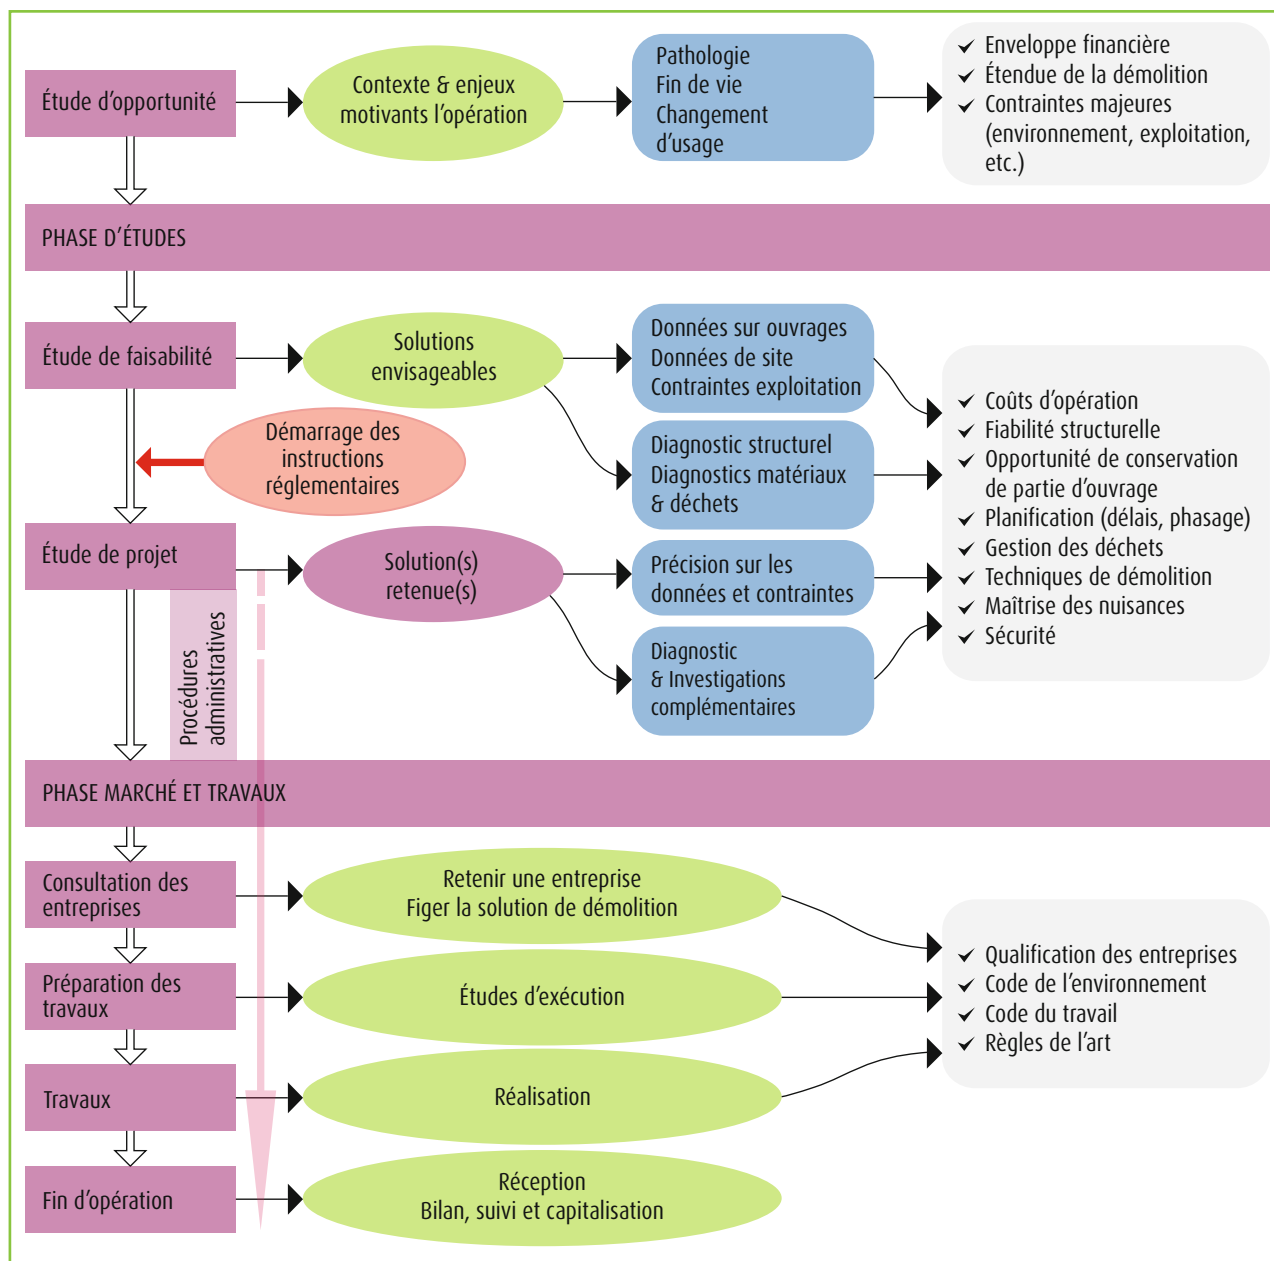 Étude d'opportunité
Contexte & enjeux
motivants l'opération
Pathologie
Fin de vie
Changement
d'usage
✓ Enveloppe financière
✓ Étendue de la démolition
✓ Contraintes majeures
(environnement, exploitation,
etc.)
PHASE D'ÉTUDES
Étude de faisabilité
Solutions
envisageables
Données sur ouvrages
Données de site
Contraintes exploitation
Diagnostic structurel
Diagnostics matériaux
& déchets
Démarrage des
instructions
réglementaires
Étude de projet
Solution(s)
retenue(s)
Précision sur les
données et contraintes
Diagnostic
& Investigations
complémentaires
✓ Coûts d'opération
✓ Fiabilité structurelle
✓ Opportunité de conservation
de partie d'ouvrage
✓ Planification (délais, phasage)
✓ Gestion des déchets
✓ Techniques de démolition
✓ Maîtrise des nuisances
✓ Sécurité
Procédures
administratives
PHASE MARCHÉ ET TRAVAUX
Consultation des
entreprises
Retenir une entreprise
Figer la solution de démolition
Préparation des
travaux
Études d'exécution
Travaux
Réalisation
✓ Qualification des entreprises
✓ Code de l'environnement
✓ Code du travail
✓ Règles de l'art
Fin d'opération
Réception
Bilan, suivi et capitalisation